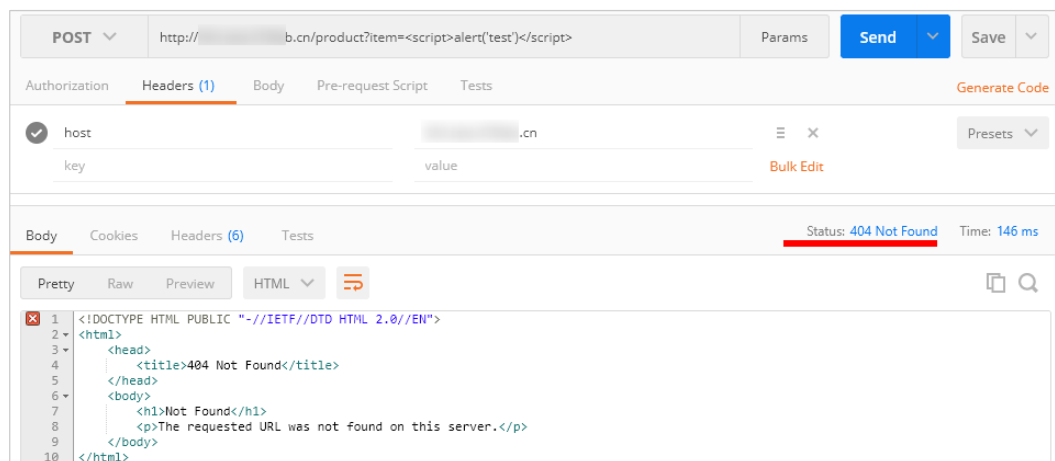 POST http:// b.cn/product?item=<script>alert('test')</script> Params Send Save
Authorization Headers (1) Body Pre-request Script Tests Generate Code
host .cn Presets
key value Bulk Edit
Body Cookies Headers (6) Tests Status: 404 Not Found Time: 146 ms
Pretty Raw Preview HTML
1 <!DOCTYPE HTML PUBLIC "-//IETF//DTD HTML 2.0//EN">
2 <html>
3 <head>
4 <title>404 Not Found</title>
5 </head>
6 <body>
7 <h1>Not Found</h1>
8 <p>The requested URL was not found on this server.</p>
9 </body>
10 </html>